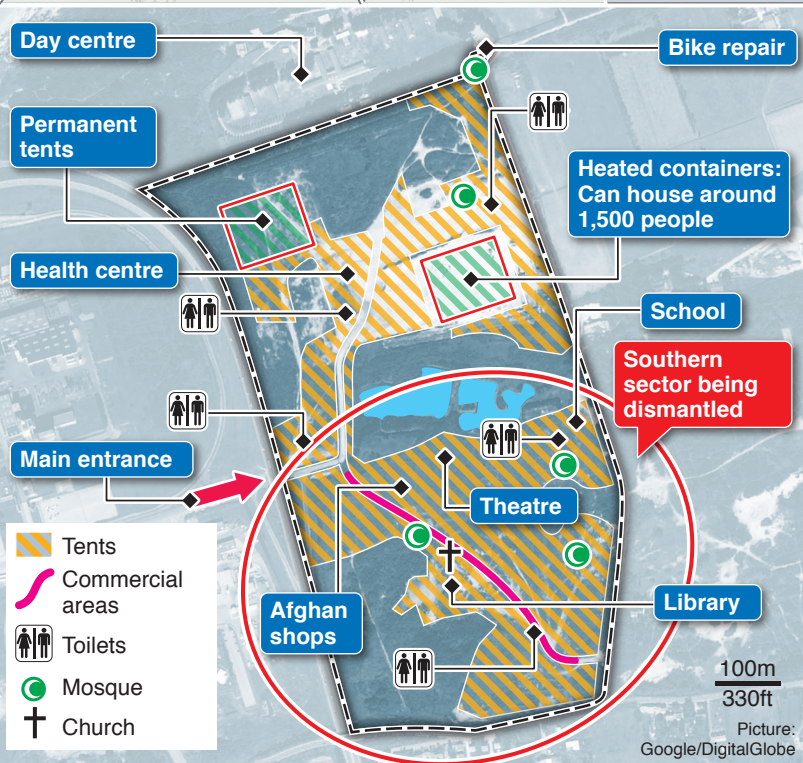 Day centre
Bike repair
Permanent
tents
Heated containers:
Can house around
1,500 people
Health centre
School
Southern
sector being
dismantled
Main entrance
Theatre
Tents
Commercial
areas
Toilets
Mosque
Church
Afghan
shops
Library
100m
330ft
Picture:
Google/DigitalGlobe